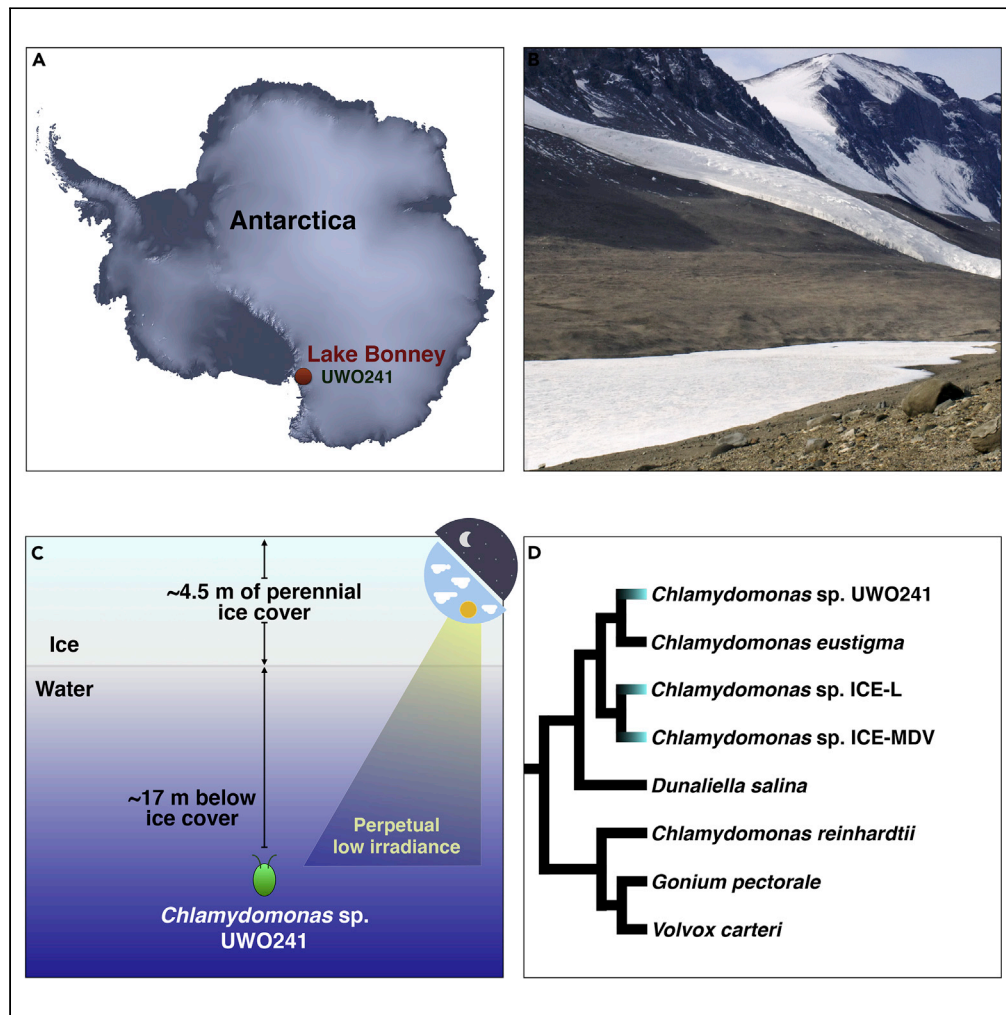 A
Antarctica
Lake Bonney
UWO241
B
C
~4.5 m of perennial
ice cover
Ice
Water
~17 m below
ice cover
Perpetual
low irradiance
Chlamydomonas sp.
UWO241
D
Chlamydomonas sp. UWO241
Chlamydomonas eustigma
Chlamydomonas sp. ICE-L
Chlamydomonas sp. ICE-MDV
Dunaliella salina
Chlamydomonas reinhardtii
Gonium pectorale
Volvox carteri